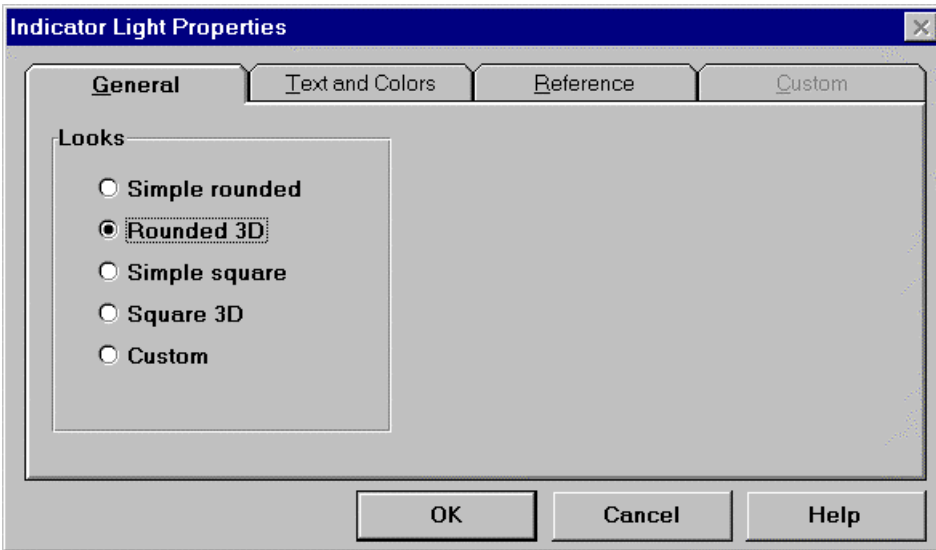 Indicator Light Properties
General Text and Colors Reference Custom
Looks
Simple rounded
Rounded 3D
Simple square
Square 3D
Custom
OK Cancel Help